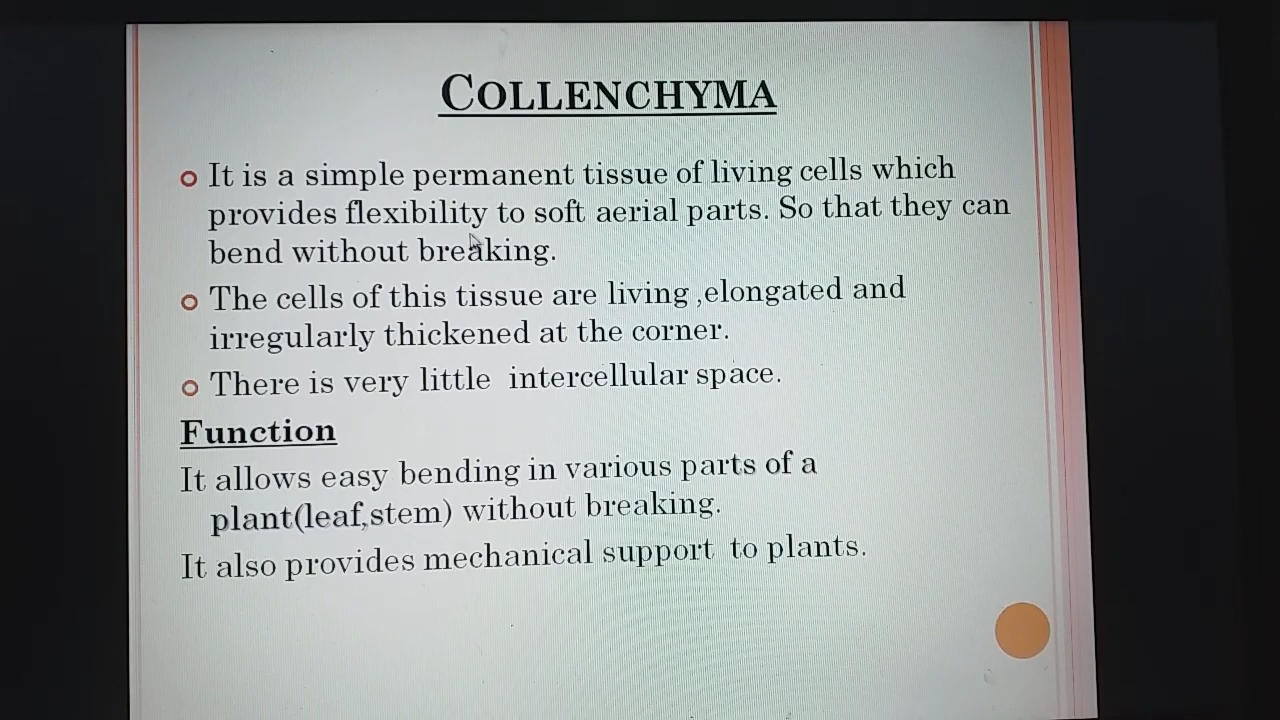 COLLENCHYMA
It is a simple permanent tissue of living cells which
provides flexibility to soft aerial parts. So that they can
bend without breaking.
The cells of this tissue are living ,elongated and
irregularly thickened at the corner.
There is very little intercellular space.
Function
It allows easy bending in various parts of a
plant(leaf,stem) without breaking.
It also provides mechanical support to plants.